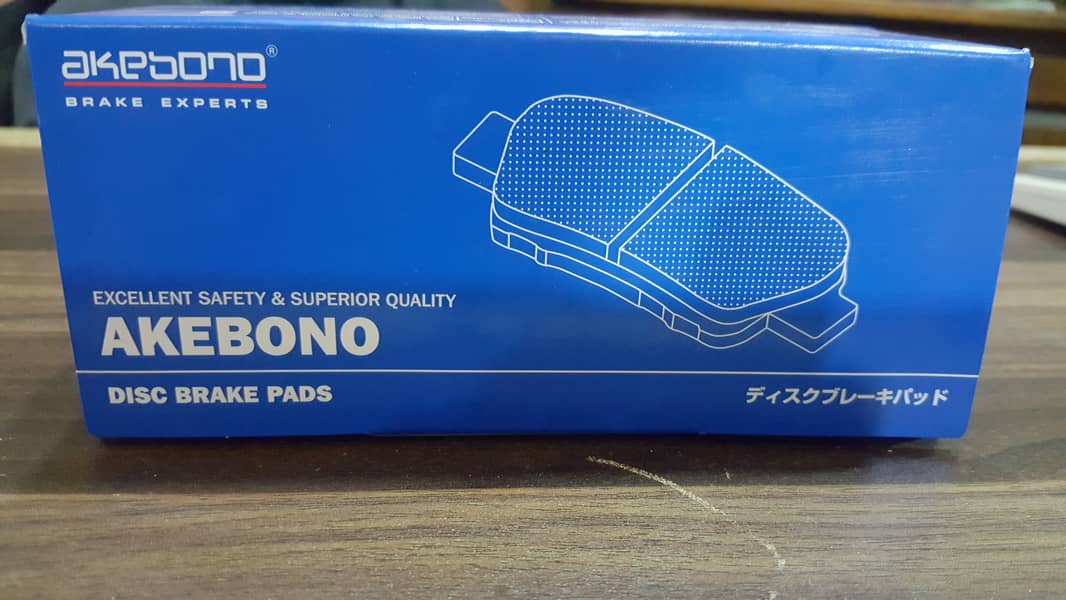 akebono®
BRAKE EXPERTS
EXCELLENT SAFETY & SUPERIOR QUALITY
AKEBONO
DISC BRAKE PADS
ディスクブレーキパッド